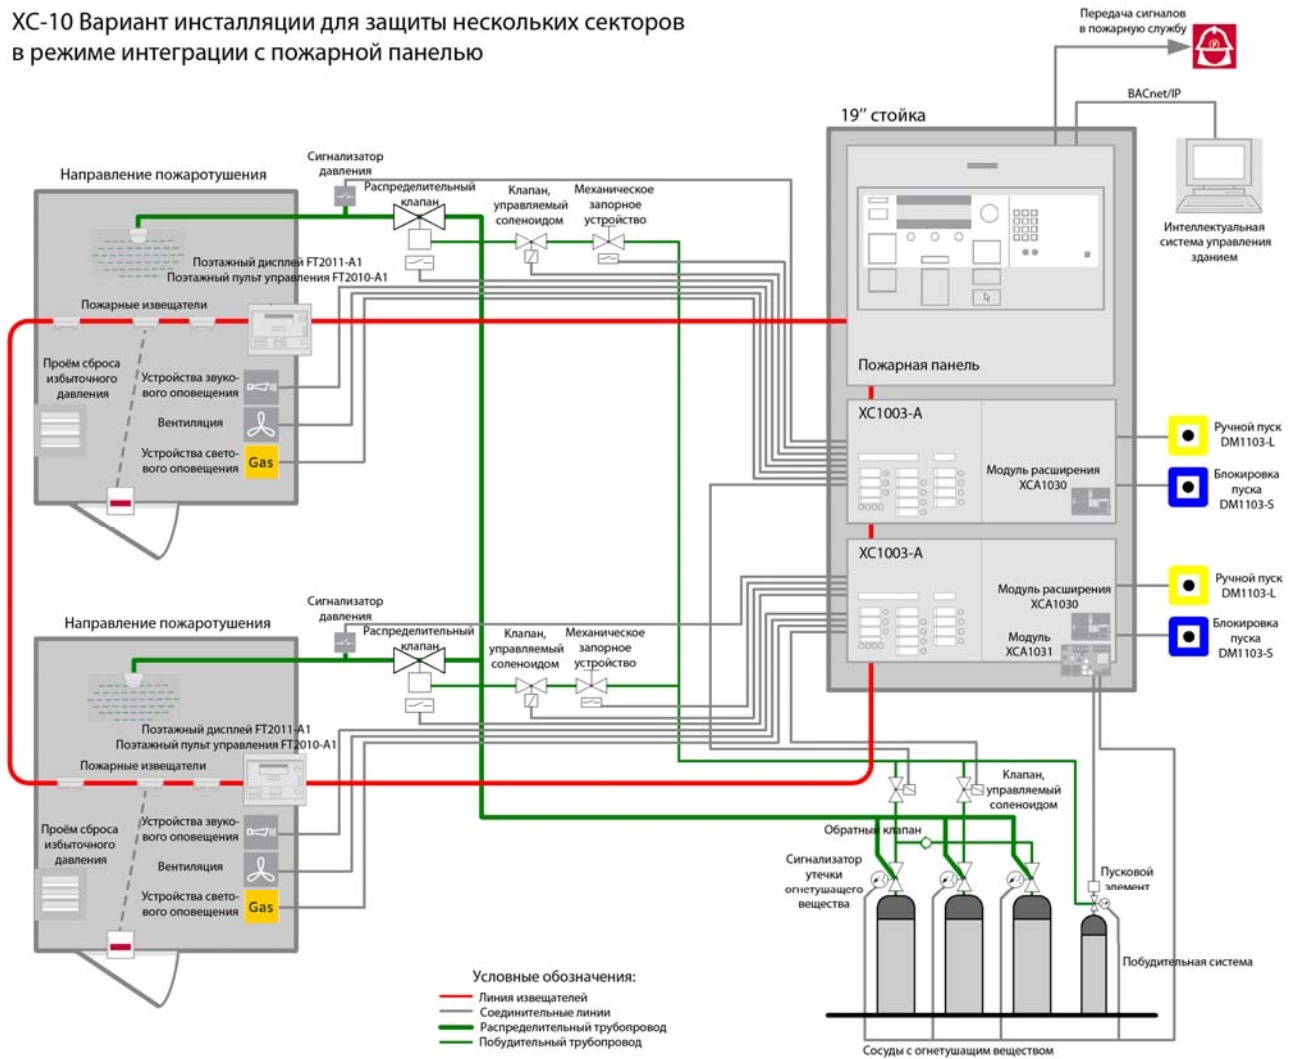 XC-10 Вариант инсталляции для защиты нескольких секторов
в режиме интеграции с пожарной панелью
Передача сигналов
в пожарную службу
BACnet/IP
19’’ стойка
Интеллектуальная
система управления
зданием
Направление пожаротушения
Сигнализатор
давления
Распределительный
клапан
Клапан,
управляемый
соленоидом
Механическое
запорное
устройство
Поэтажный дисплей FT2011-A1
Поэтажный пульт управления FT2010-A1
Пожарные извещатели
Проём сброса
избыточного
давления
Устройства звуко-
вого оповещения
Вентиляция
Устройства свето-
вого оповещения
Gas
Пожарная панель
XC1003-A
Модуль расширения
XCA1030
Ручной пуск
DM1103-L
Блокировка
пуска
DM1103-S
XC1003-A
Модуль расширения
XCA1030
Модуль
XCA1031
Ручной пуск
DM1103-L
Блокировка
пуска
DM1103-S
Направление пожаротушения
Сигнализатор
давления
Распределительный
клапан
Клапан,
управляемый
соленоидом
Механическое
запорное
устройство
Поэтажный дисплей FT2011-A1
Поэтажный пульт управления FT2010-A1
Пожарные извещатели
Проём сброса
избыточного
давления
Устройства звуко-
вого оповещения
Вентиляция
Устройства свето-
вого оповещения
Gas
Клапан,
управляемый
соленоидом
Обратный клапан
Сигнализатор
утечки
огнетушащего
вещества
Пусковой
элемент
Побудительная система
Сосуды с огнетушащим веществом
Условные обозначения:
Линия извещателей
Соединительные линии
Распределительный трубопровод
Побудительный трубопровод